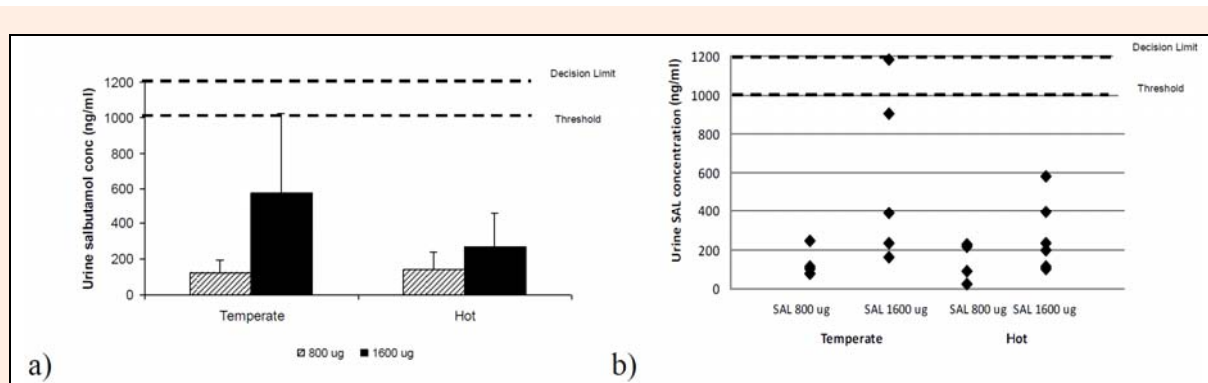 Decision Limit
Threshold
Urine salbutamol conc (ng/ml)
1200
1000
800
600
400
200
0
Temperate
Hot
800 ug
1600 ug
a)
Decision Limit
Threshold
Urine SAL concentration (ng/ml)
1200
1000
800
600
400
200
0
SAL 800 ug
SAL 1600 ug
SAL 800 ug
SAL 1600 ug
Temperate
Hot
b)